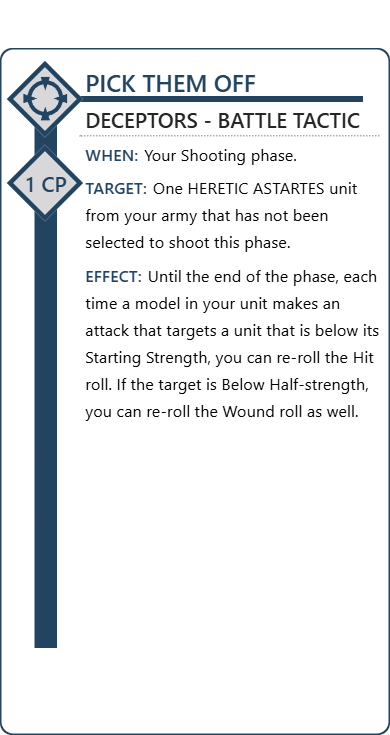 PICK THEM OFF
DECEPTORS - BATTLE TACTIC
WHEN: Your Shooting phase.
1 CP
TARGET: One HERETIC ASTARTES unit
from your army that has not been
selected to shoot this phase.
EFFECT: Until the end of the phase, each
time a model in your unit makes an
attack that targets a unit that is below its
Starting Strength, you can re-roll the Hit
roll. If the target is Below Half-strength,
you can re-roll the Wound roll as well.